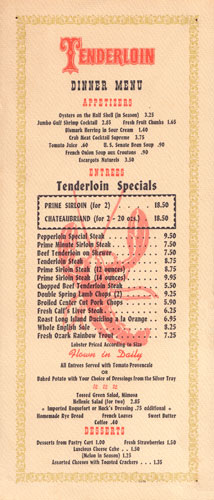 TENDERLOIN
DINNER MENU
APPETIZERS
Oysters on the Half Shell (in Season) 3.25
Jumbo Gulf Shrimp Cocktail 2.85 Fresh Fruit Chunks 1.65
Bismark Herring in Sour Cream 1.40
Crab Meat Cocktail Supreme 3.75
Tomato Juice .60 U. S. Senate Bean Soup .90
French Onion Soup aux Croutons .90
Escargots Naturels 3.50
ENTREES
Tenderloin Specials
PRIME SIRLOIN (for 2) . . 18.50
CHATEAUBRIAND (for 2 - 20 ozs.) 18.50
Pepperloin Special Steak . . . . 9.50
Prime Minute Sirloin Steak . . . . 7.50
Beef Tenderloin on Skewer . . . . 7.50
Tenderloin Steak . . . . 8.75
Prime Sirloin Steak (12 ounces) . . . . 8.75
Prime Sirloin Steak (14 ounces) . . . . 9.95
Chopped Beef Tenderloin Steak . . . . 5.50
Double Spring Lamb Chops (2) . . . . 9.25
Broiled Center Cut Pork Chops . . . . 5.90
Fresh Calf's Liver Steak . . . . 6.25
Roast Long Island Duckling a la Orange . . 6.95
Whole English Sole . . . . 8.25
Fresh Ozark Rainbow Trout . . . . 7.25
Lobster Priced According to Size
Flown in Daily
All Entrees Served with Tomato Provencale
OR
Baked Potato with Your Choice of Dressings from the Silver Tray
Tossed Green Salad, Mimosa
Bellevie Salad (for two) 2.85
Imported Roquefort or Mack's Dressing .75 additional
Homemade Rye Bread French Loaves Sweet Butter
Coffee .40
DESSERTS
Desserts from Pastry Cart 1.00 Fresh Strawberries 1.50
Luscious Cheese Cake . . 1.50
(Melon in Season) 1.25
Assorted Cheeses with Toasted Crackers . . . 1.35